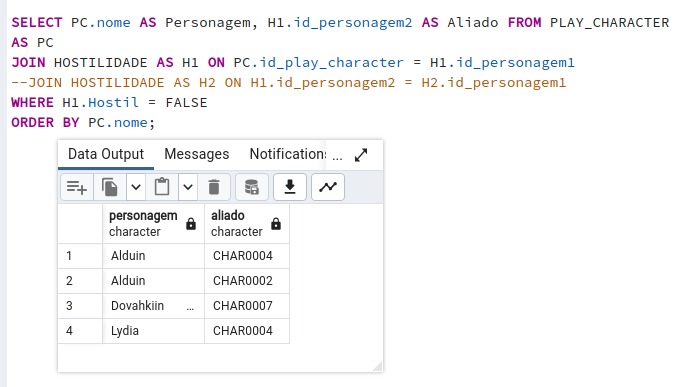 SELECT PC.nome AS Personagem, H1.id_personagem2 AS Aliado FROM PLAY_CHARACTER
AS PC
JOIN HOSTILIDADE AS H1 ON PC.id_play_character = H1.id_personagem1
--JOIN HOSTILIDADE AS H2 ON H1.id_personagem2 = H2.id_personagem1
WHERE H1.Hostil = FALSE
ORDER BY PC.nome;
Data Output Messages Notification ...
personagem aliado
character character
1 Alduin CHAR0004
2 Alduin CHAR0002
3 Dovahkiin ... CHAR0007
4 Lydia CHAR0004